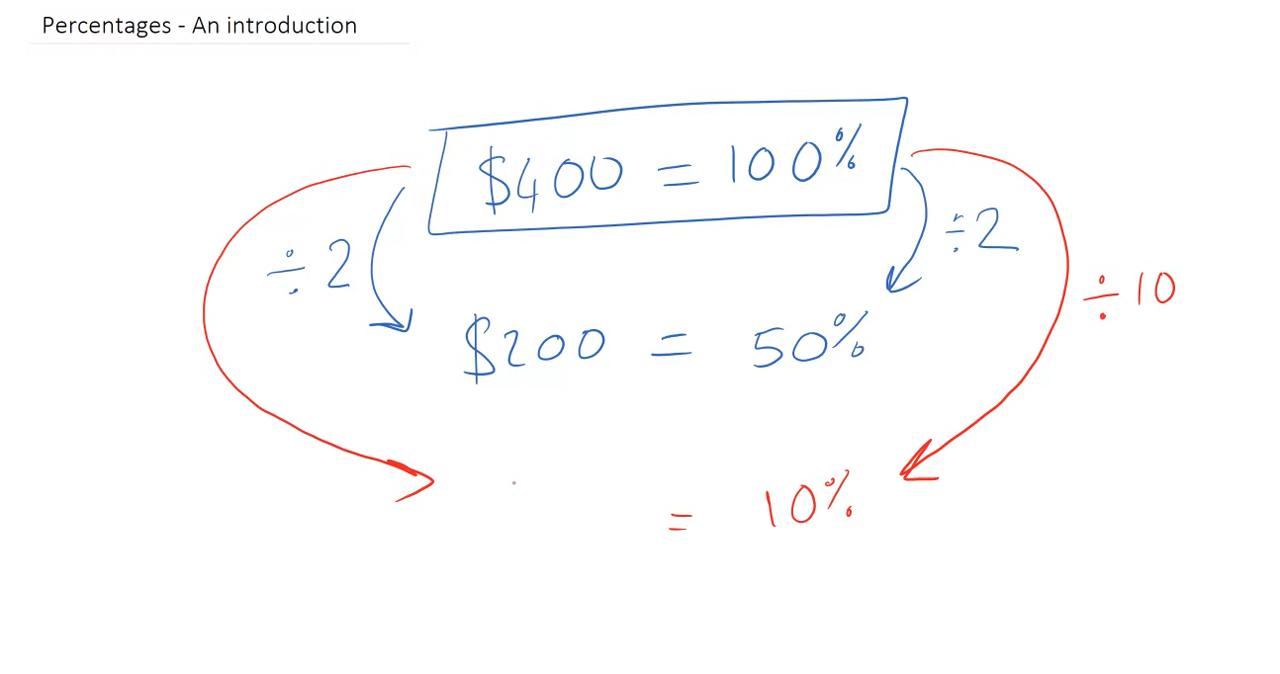 Percentages - An introduction
$400 = 100%
÷2
÷2
÷10
$200 = 50%
= 10%